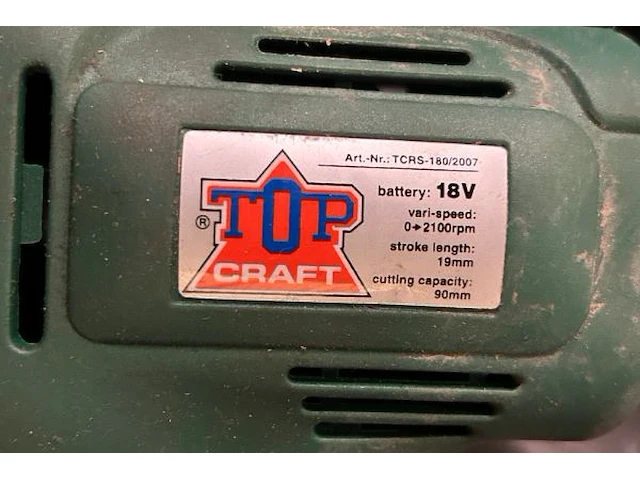 Art.-Nr.: TCRS-180/2007
TOP
®
CRAFT
battery: 18V
vari-speed:
0➔2100rpm
stroke length:
19mm
cutting capacity:
90mm